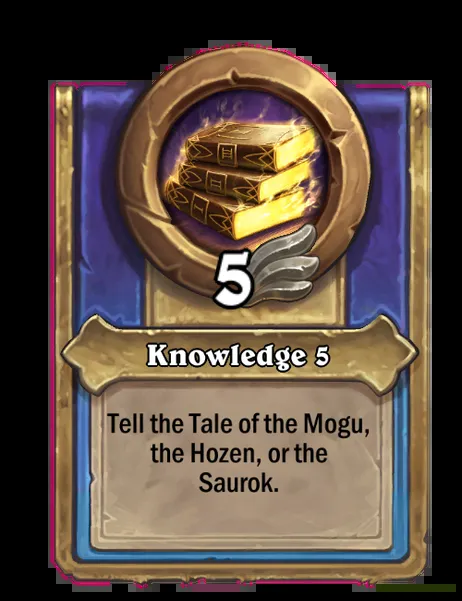 5
Knowledge 5
Tell the Tale of the Mogu,
the Hozen, or the
Saurok.